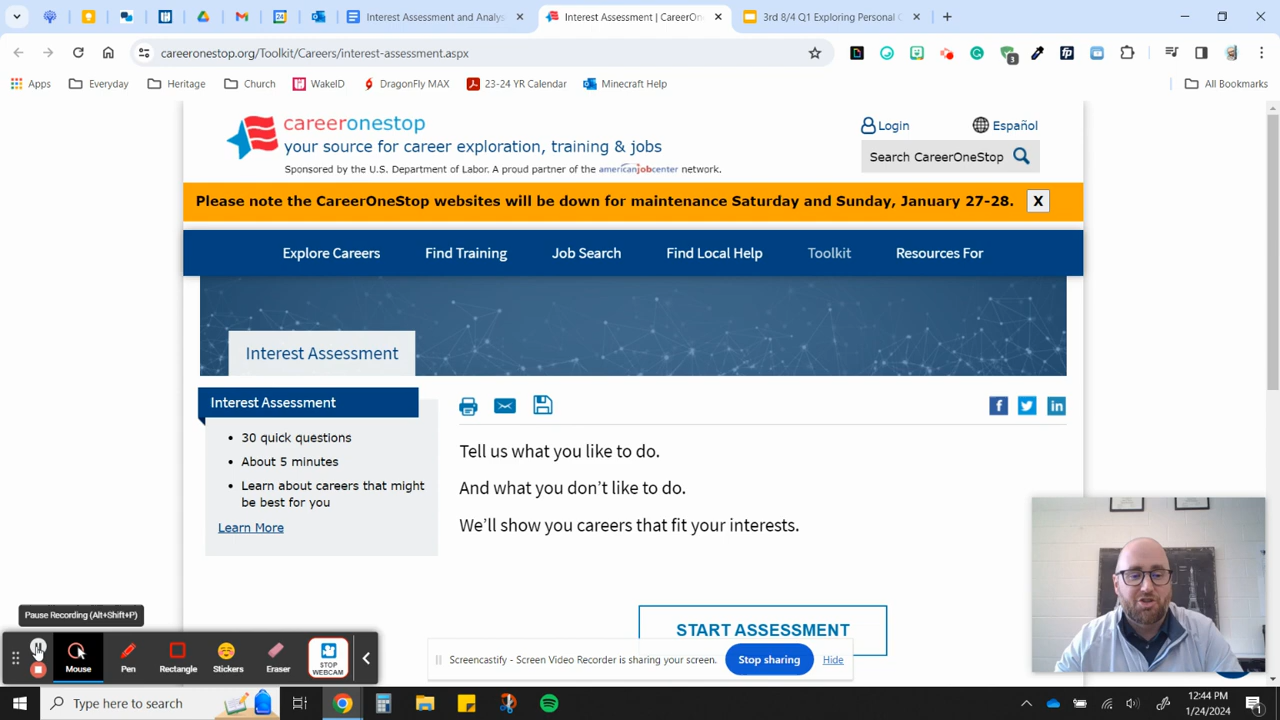 Interest Assessment and Analys
Interest Assessment | CareerOn
3rd 8/4 Q1 Exploring Personal C
careeronestop.org/Toolkit/Careers/interest-assessment.aspx
Apps
Everyday
Heritage
Church
WakeID
DragonFly MAX
23-24 YR Calendar
Minecraft Help
All Bookmarks
careeronestop
your source for career exploration, training & jobs
Sponsored by the U.S. Department of Labor. A proud partner of the americanjobcenter network.
Login
Español
Search CareerOneStop
Please note the CareerOneStop websites will be down for maintenance Saturday and Sunday, January 27-28.
X
Explore Careers
Find Training
Job Search
Find Local Help
Toolkit
Resources For
Interest Assessment
Interest Assessment
• 30 quick questions
• About 5 minutes
• Learn about careers that might
be best for you
Learn More
Tell us what you like to do.
And what you don't like to do.
We'll show you careers that fit your interests.
START ASSESSMENT
Pause Recording (Alt+Shift+P)
Mouse
Pen
Rectangle
Stickers
Eraser
STOP
WEBCAM
Screencastify - Screen Video Recorder is sharing your screen.
Stop sharing
Hide
Type here to search
12:44 PM
1/24/2024